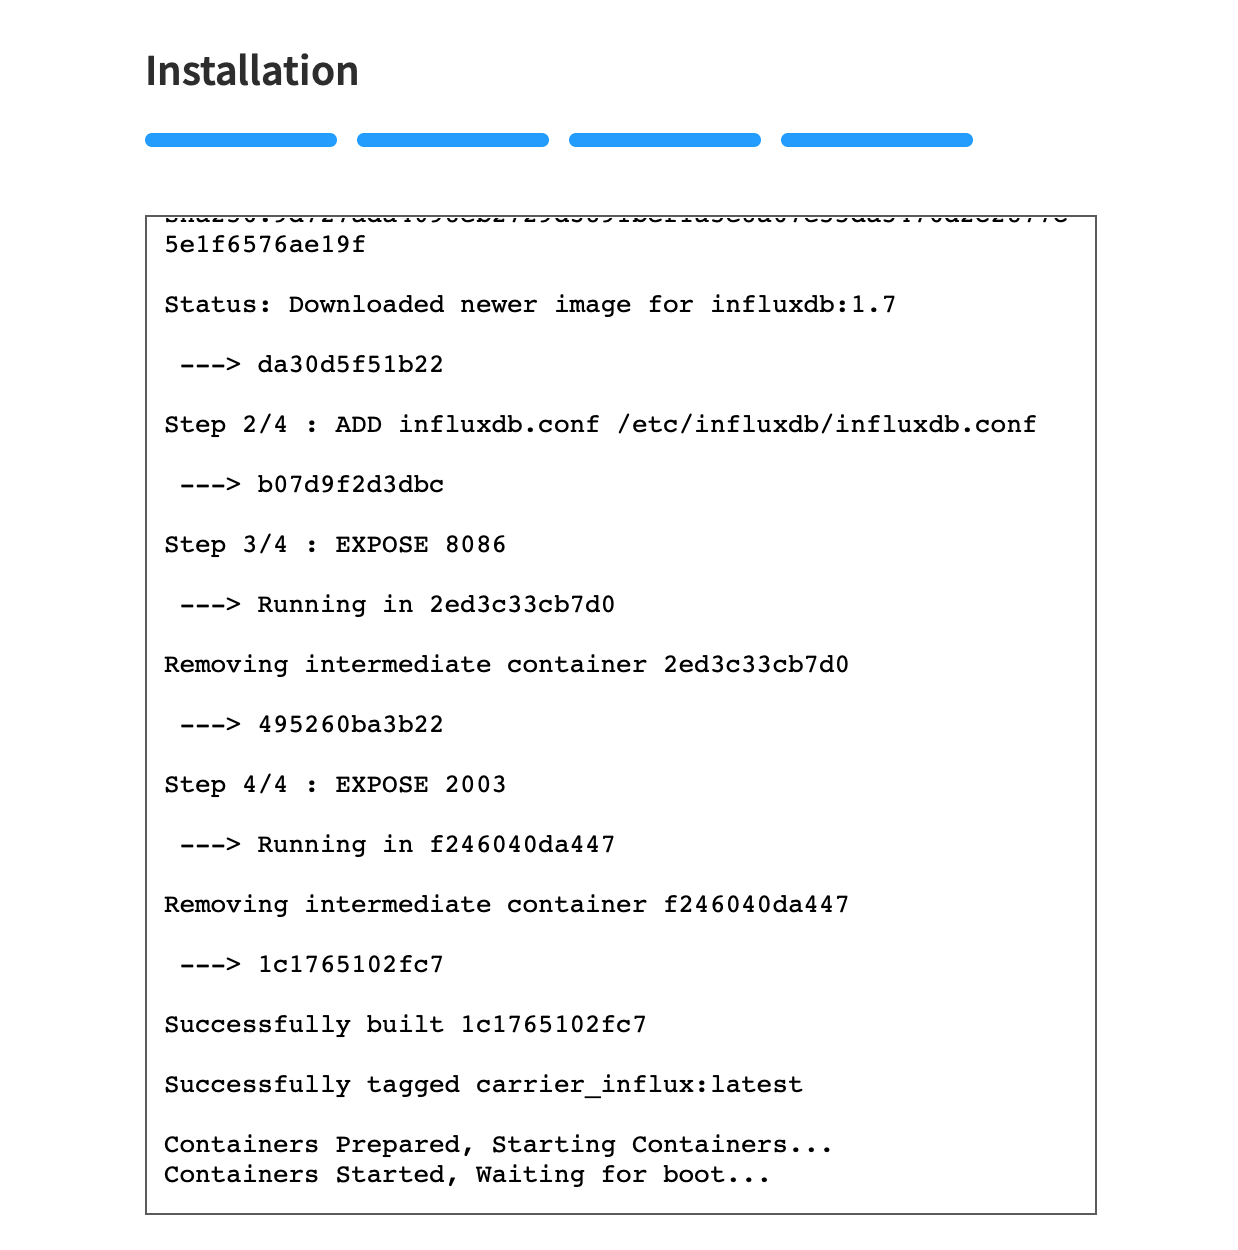 Installation
5e1f6576ae19f
Status: Downloaded newer image for influxdb:1.7
---> da30d5f51b22
Step 2/4 : ADD influxdb.conf /etc/influxdb/influxdb.conf
---> b07d9f2d3dbc
Step 3/4 : EXPOSE 8086
---> Running in 2ed3c33cb7d0
Removing intermediate container 2ed3c33cb7d0
---> 495260ba3b22
Step 4/4 : EXPOSE 2003
---> Running in f246040da447
Removing intermediate container f246040da447
---> 1c1765102fc7
Successfully built 1c1765102fc7
Successfully tagged carrier_influx:latest
Containers Prepared, Starting Containers...
Containers Started, Waiting for boot...